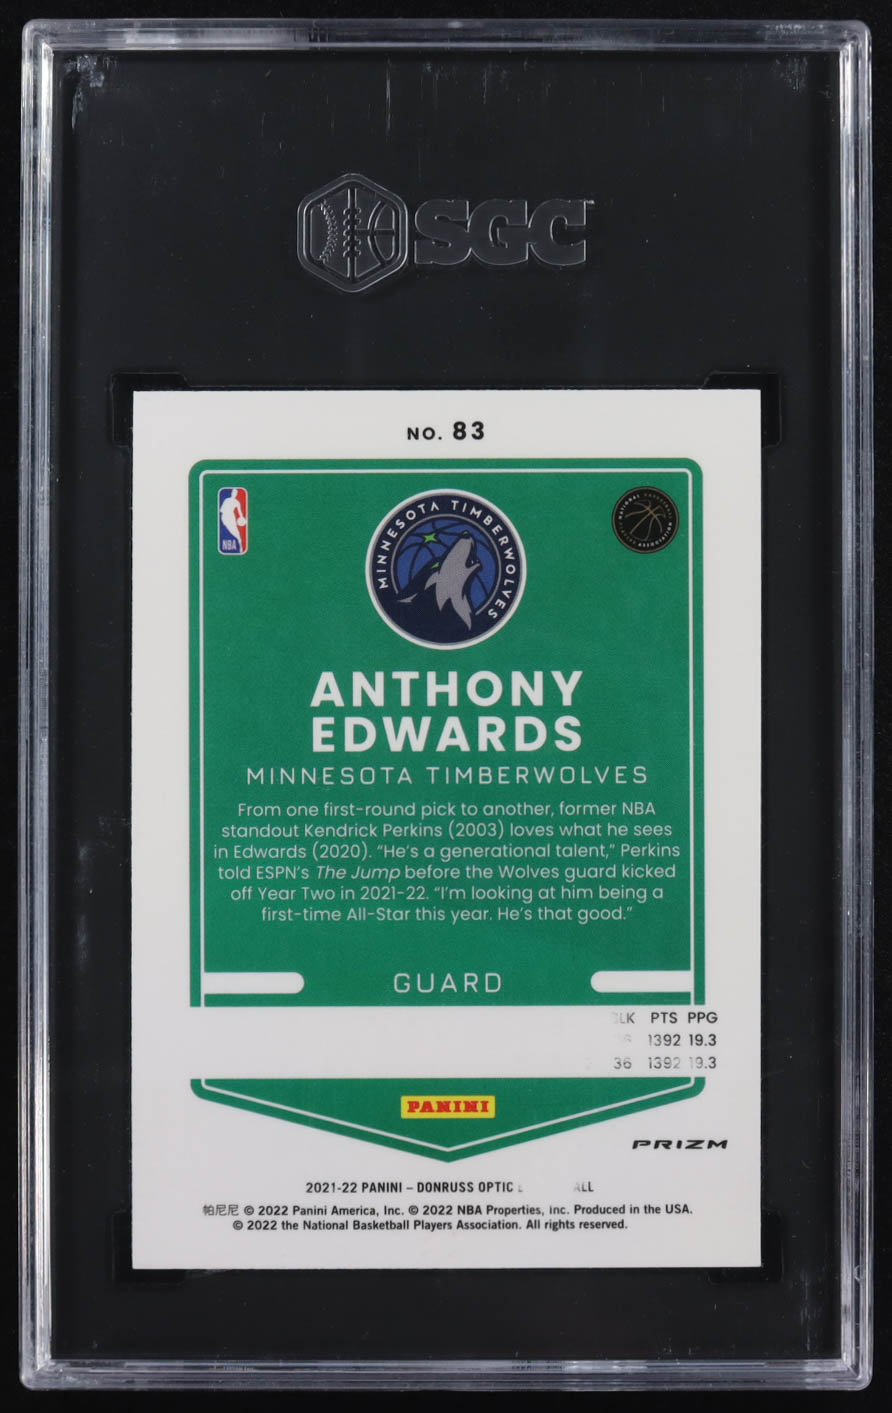 SGC
NO. 83
NBA
MINNESOTA TIMBERWOLVES
NATIONAL BASKETBALL ASSOCIATION
ANTHONY
EDWARDS
MINNESOTA TIMBERWOLVES
From one first-round pick to another, former NBA
standout Kendrick Perkins (2003) loves what he sees
in Edwards (2020). “He’s a generational talent,” Perkins
told ESPN’s The Jump before the Wolves guard kicked
off Year Two in 2021-22. “I’m looking at him being a
first-time All-Star this year. He’s that good.”
GUARD
LK PTS PPG
1392 19.3
36 1392 19.3
PANINI
PRIZM
2021-22 PANINI – DONRUSS OPTIC ALL
帕尼尼 © 2022 Panini America, Inc. © 2022 NBA Properties, Inc. Produced in the USA.
© 2022 the National Basketball Players Association. All rights reserved.